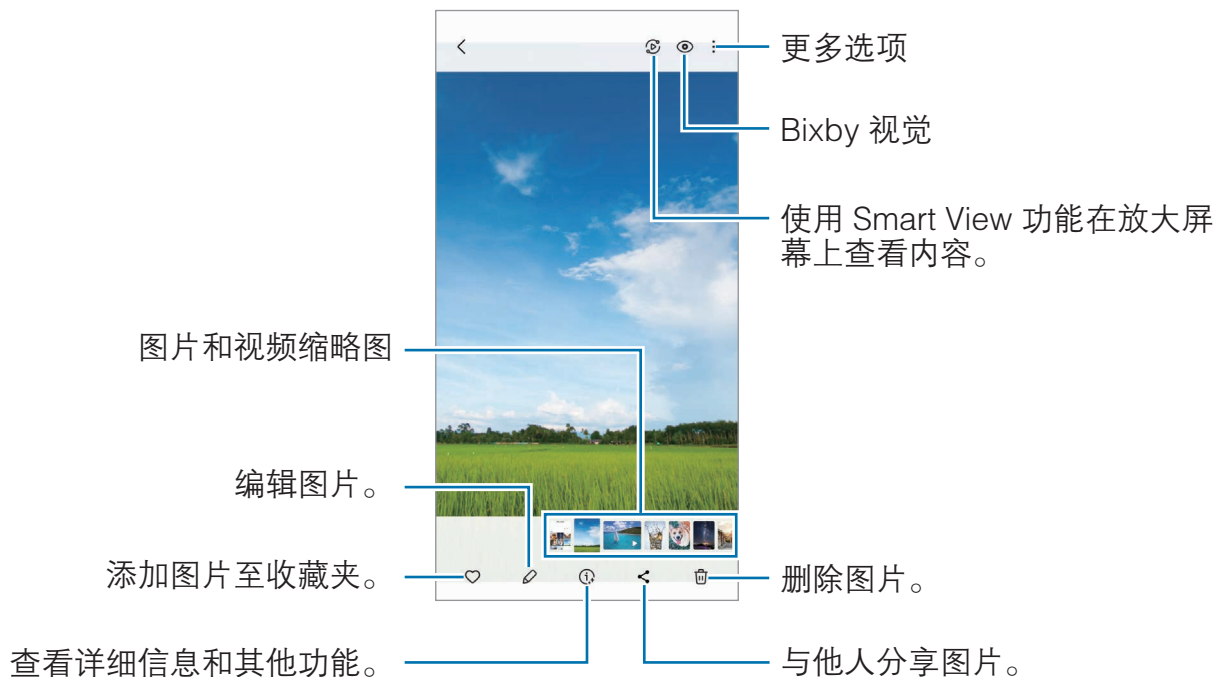 更多选项
Bixby 视觉
使用 Smart View 功能在放大屏
幕上查看内容。
图片和视频缩略图
编辑图片。
添加图片至收藏夹。
删除图片。
查看详细信息和其他功能。
与他人分享图片。